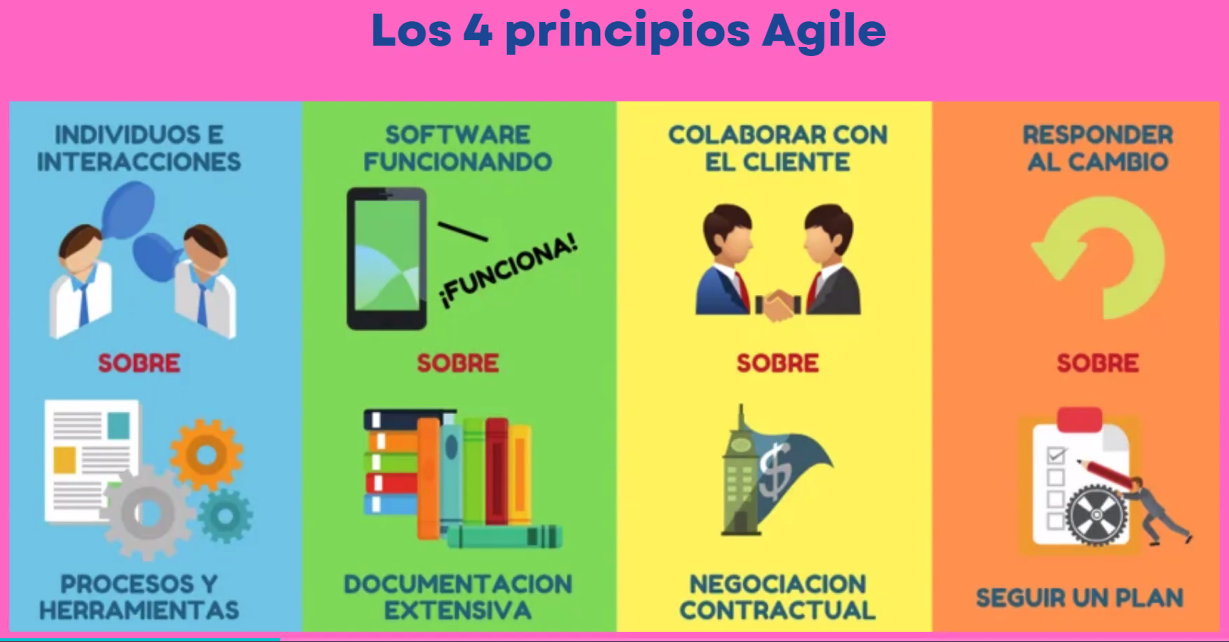 Los 4 principios Agile
INDIVIDUOS E
INTERACCIONES
SOBRE
PROCESOS Y
HERRAMIENTAS
SOFTWARE
FUNCIONANDO
¡FUNCIONA!
SOBRE
DOCUMENTACION
EXTENSIVA
COLABORAR CON
EL CLIENTE
SOBRE
$
NEGOCIACION
CONTRACTUAL
RESPONDER
AL CAMBIO
SOBRE
SEGUIR UN PLAN